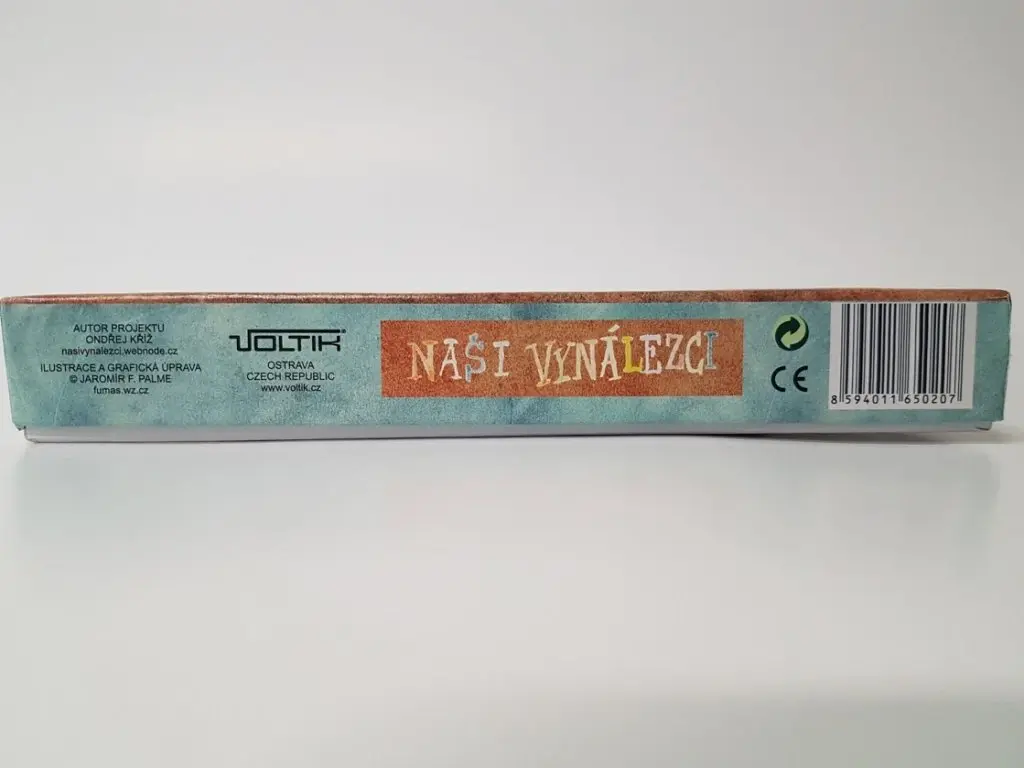 AUTOR PROJEKTU
ONDŘEJ KŘÍŽ
nasivynalezci.webnode.cz
ILUSTRACE A GRAFICKÁ ÚPRAVA
© JAROMÍR F. PALME
fumas.wz.cz
VOLTIK®
OSTRAVA
CZECH REPUBLIC
www.voltik.cz
NAŠI VYNÁLEZCI
CE
8 594011 650207